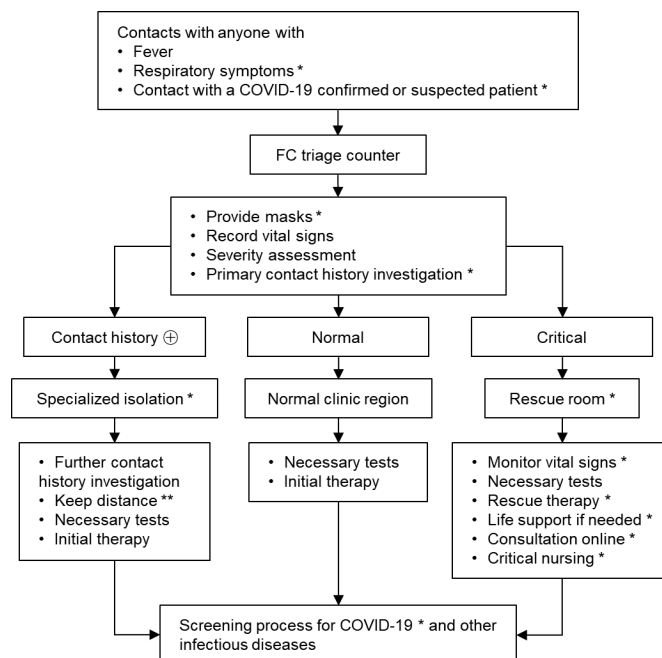 Contacts with anyone with
• Fever
• Respiratory symptoms *
• Contact with a COVID-19 confirmed or suspected patient *
FC triage counter
• Provide masks *
• Record vital signs
• Severity assessment
• Primary contact history investigation *
Contact history ⊕
Normal
Critical
Specialized isolation *
Normal clinic region
Rescue room *
• Further contact
history investigation
• Keep distance **
• Necessary tests
• Initial therapy
• Necessary tests
• Initial therapy
• Monitor vital signs *
• Necessary tests
• Rescue therapy *
• Life support if needed *
• Consultation online *
• Critical nursing *
Screening process for COVID-19 * and other
infectious diseases